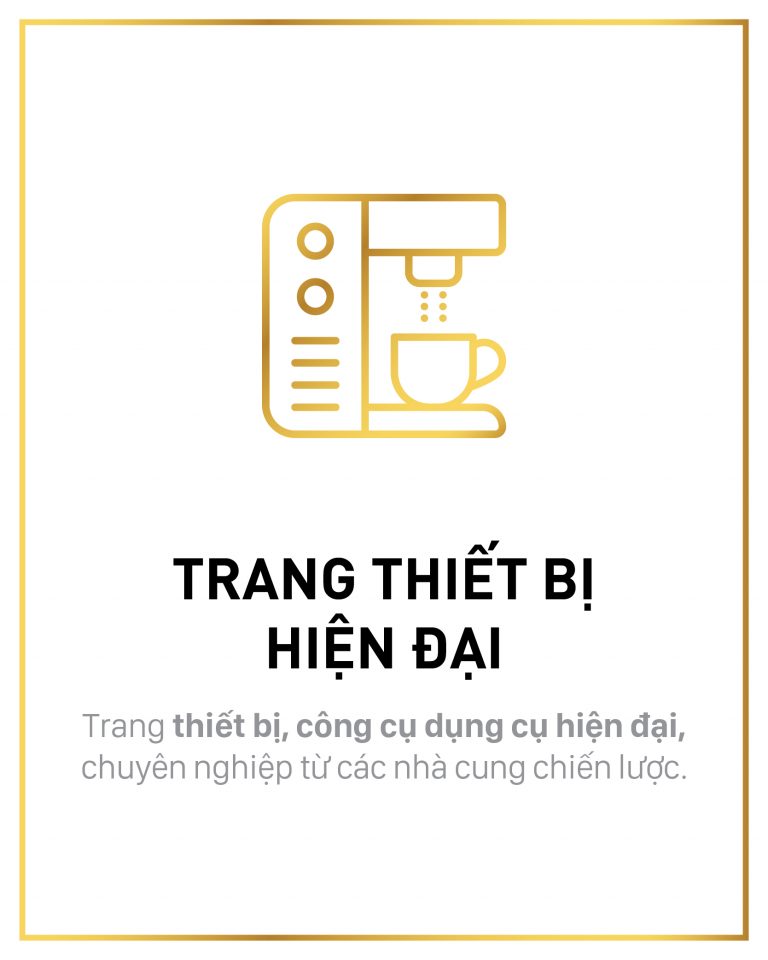 TRANG THIẾT BỊ
HIỆN ĐẠI
Trang thiết bị, công cụ dụng cụ hiện đại,
chuyên nghiệp từ các nhà cung chiến lược.